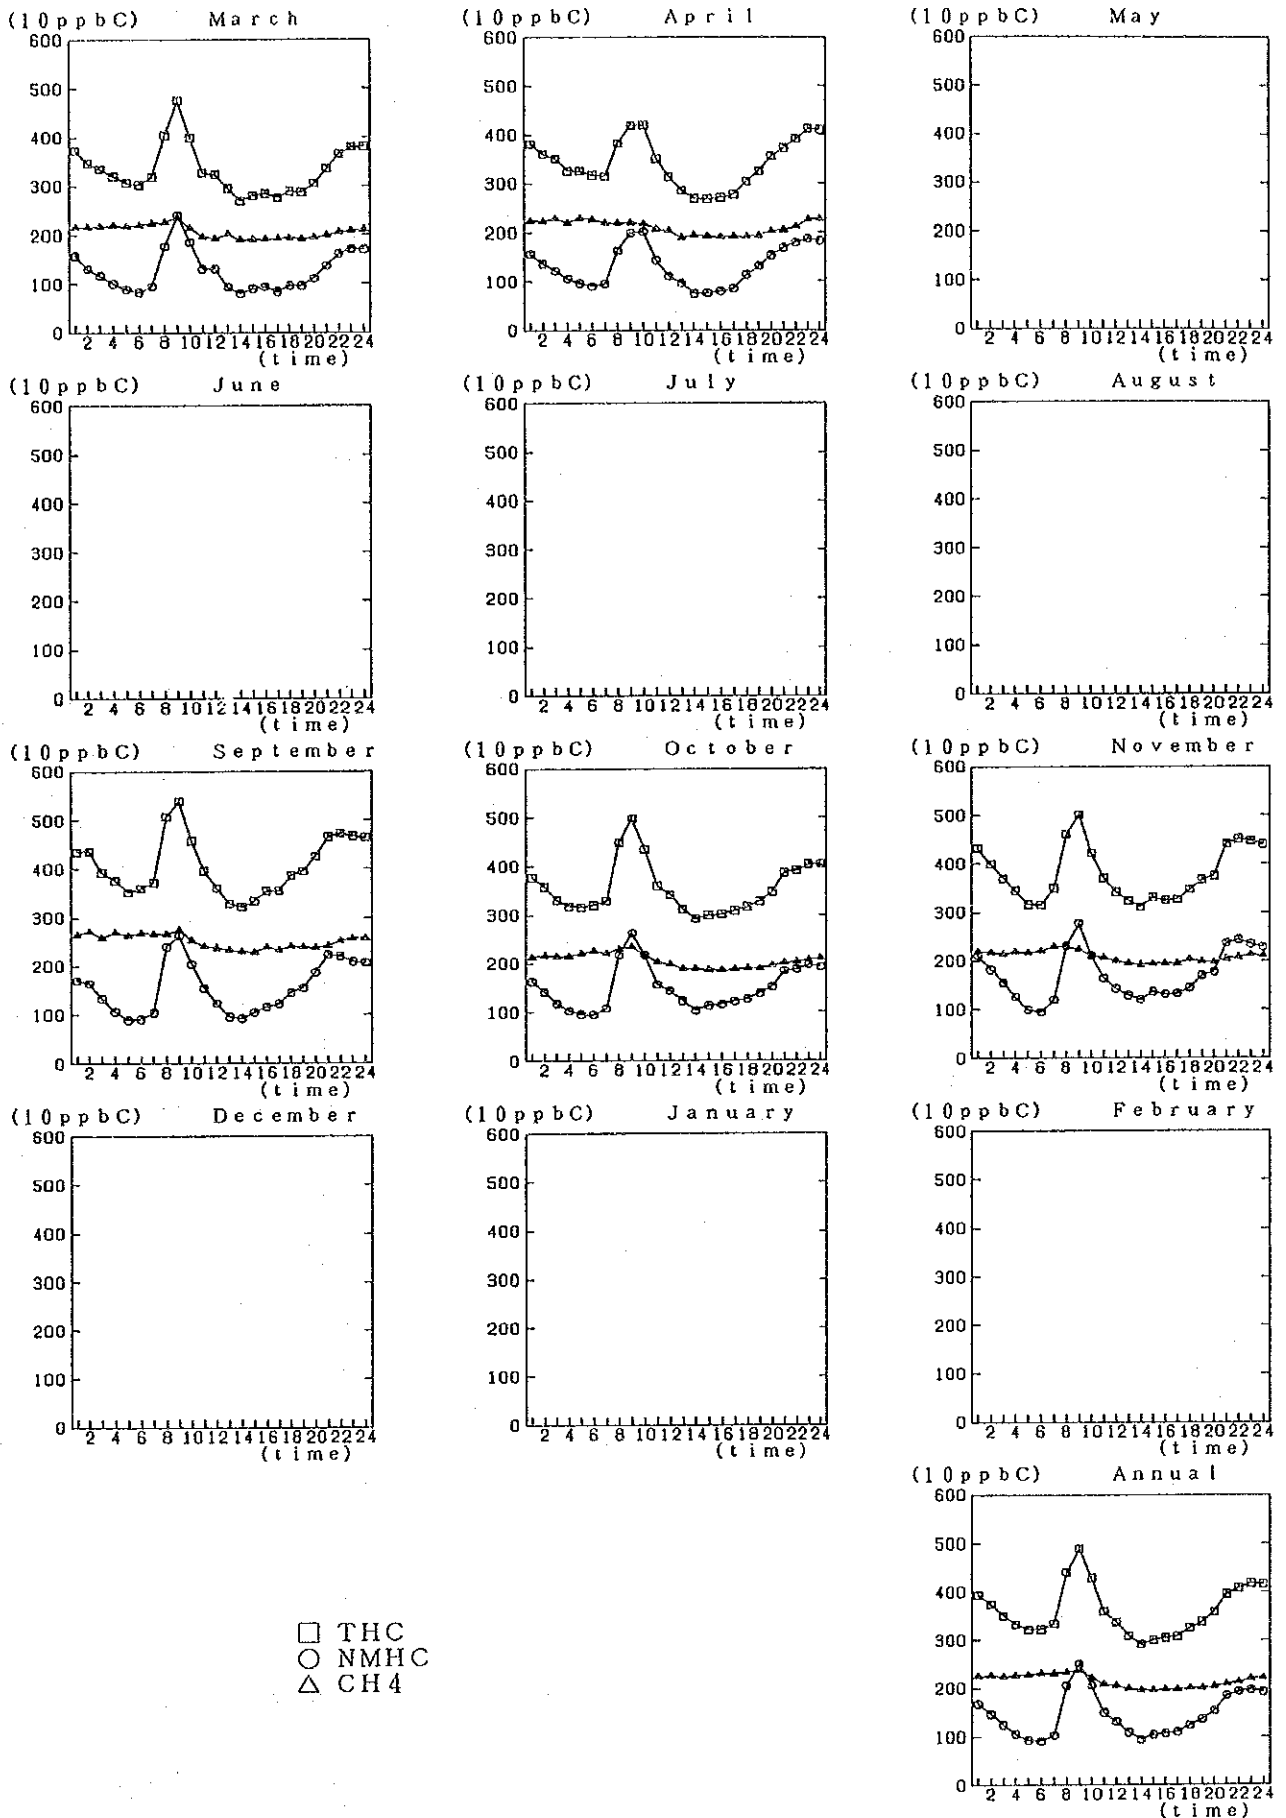 (10ppbC) March
600
500
400
300
200
100
0
2 4 6 8 10 12 14 16 18 20 22 24
(time)
(10ppbC) April
600
500
400
300
200
100
0
2 4 6 8 10 12 14 16 18 20 22 24
(time)
(10ppbC) May
600
500
400
300
200
100
0
2 4 6 8 10 12 14 16 18 20 22 24
(time)
(10ppbC) June
600
500
400
300
200
100
0
2 4 6 8 10 12 14 16 18 20 22 24
(time)
(10ppbC) July
600
500
400
300
200
100
0
2 4 6 8 10 12 14 16 18 20 22 24
(time)
(10ppbC) August
600
500
400
300
200
100
0
2 4 6 8 10 12 14 16 18 20 22 24
(time)
(10ppbC) September
600
500
400
300
200
100
0
2 4 6 8 10 12 14 16 18 20 22 24
(time)
(10ppbC) October
600
500
400
300
200
100
0
2 4 6 8 10 12 14 16 18 20 22 24
(time)
(10ppbC) November
600
500
400
300
200
100
0
2 4 6 8 10 12 14 16 18 20 22 24
(time)
(10ppbC) December
600
500
400
300
200
100
0
2 4 6 8 10 12 14 16 18 20 22 24
(time)
(10ppbC) January
600
500
400
300
200
100
0
2 4 6 8 10 12 14 16 18 20 22 24
(time)
(10ppbC) February
600
500
400
300
200
100
0
2 4 6 8 10 12 14 16 18 20 22 24
(time)
(10ppbC) Annual
600
500
400
300
200
100
0
2 4 6 8 10 12 14 16 18 20 22 24
(time)
THC
NMHC
CH4